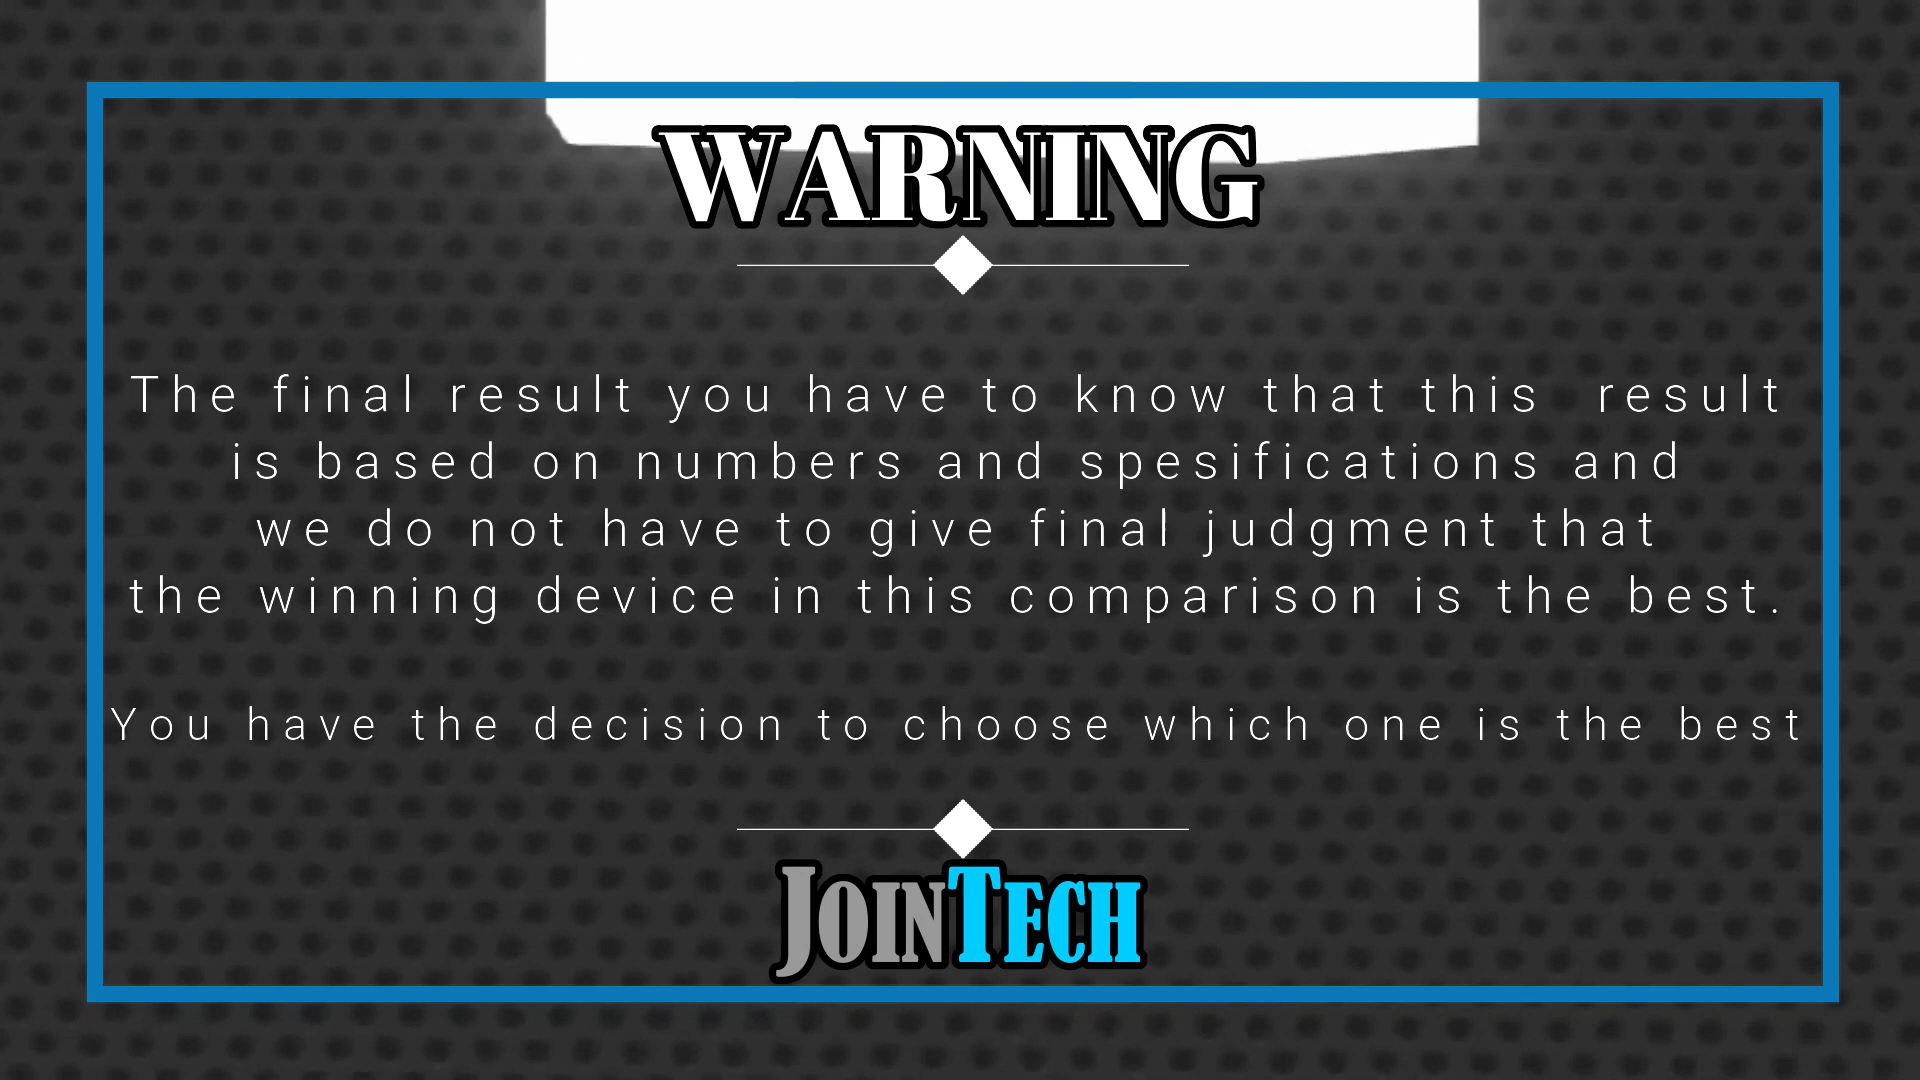 WARNING
The final result you have to know that this result
is based on numbers and spesifications and
we do not have to give final judgment that
the winning device in this comparison is the best.
You have the decision to choose which one is the best
JOINTECH